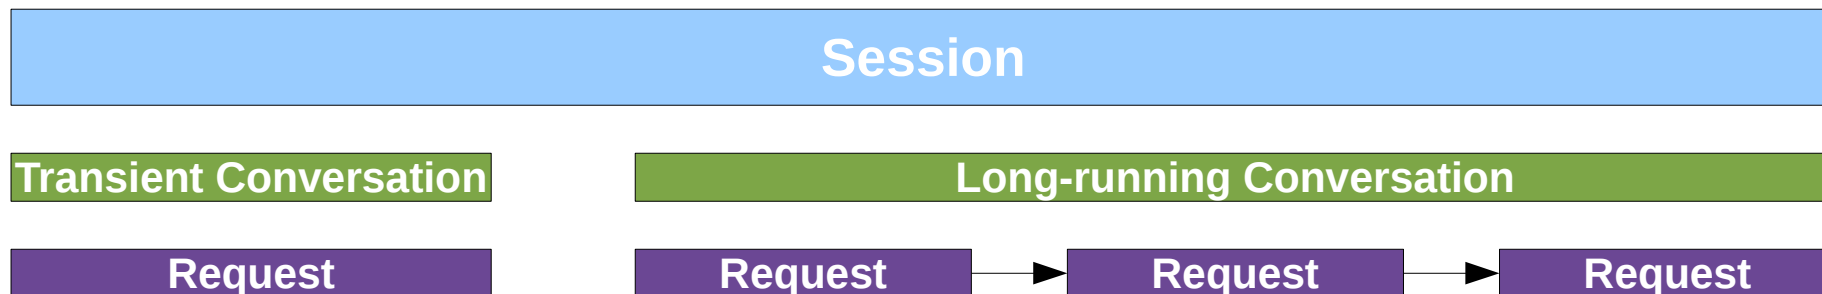 Session
Transient Conversation
Long-running Conversation
Request
Request
Request
Request